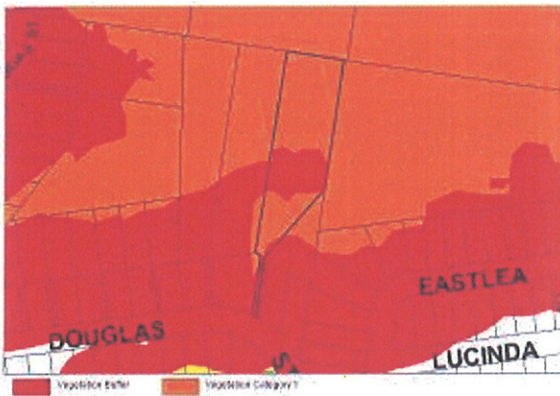 EASTLEA
DOUGLAS
LUCINDA
Vegetation Buffer
Vegetation Category 1